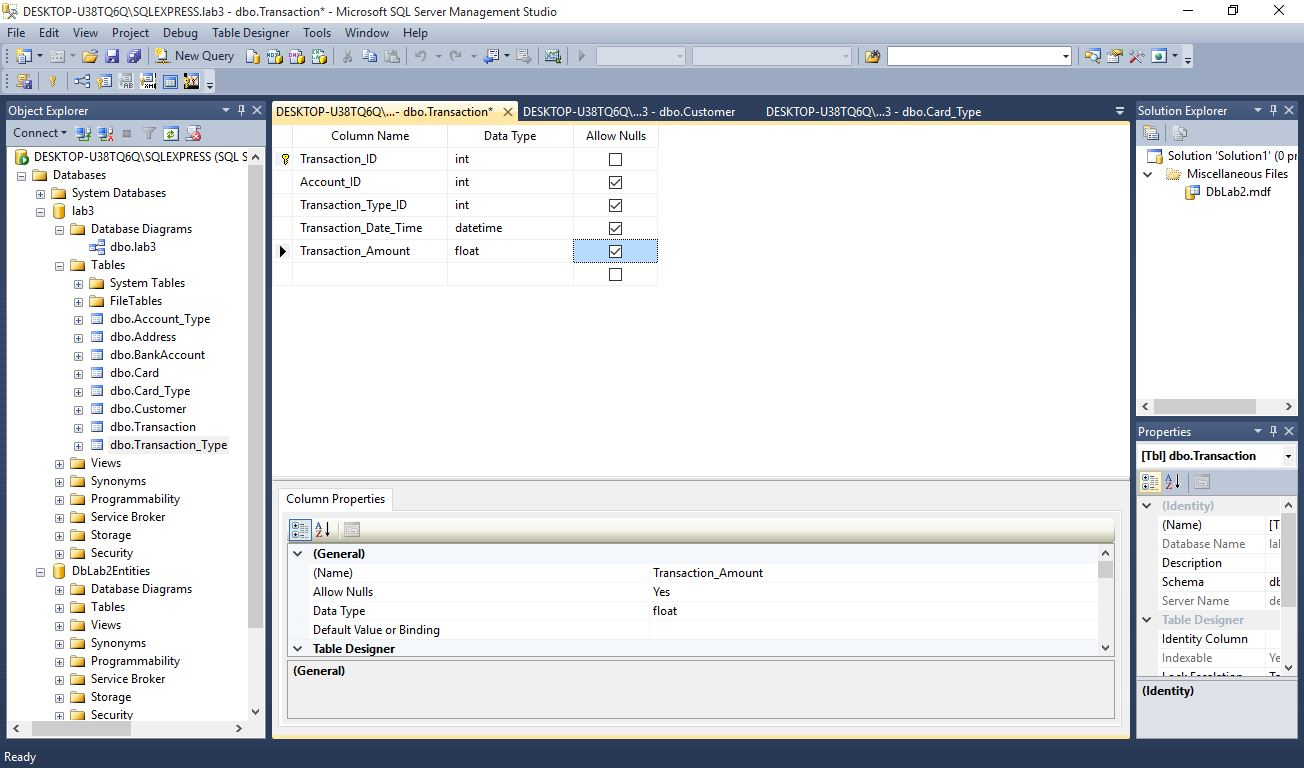 DESKTOP-U38TQ6Q\SQLEXPRESS.lab3 - dbo.Transaction* - Microsoft SQL Server Management Studio
File Edit View Project Debug Table Designer Tools Window Help
New Query
Object Explorer
Connect
DESKTOP-U38TQ6Q\SQLEXPRESS (SQL S
Databases
System Databases
lab3
Database Diagrams
dbo.lab3
Tables
System Tables
FileTables
dbo.Account_Type
dbo.Address
dbo.BankAccount
dbo.Card
dbo.Card_Type
dbo.Customer
dbo.Transaction
dbo.Transaction_Type
Views
Synonyms
Programmability
Service Broker
Storage
Security
DbLab2Entities
Database Diagrams
Tables
Views
Synonyms
Programmability
Service Broker
Storage
Security
DESKTOP-U38TQ6Q\...- dbo.Transaction* DESKTOP-U38TQ6Q\...3 - dbo.Customer DESKTOP-U38TQ6Q\...3 - dbo.Card_Type
Column Name Data Type Allow Nulls
Transaction_ID int
Account_ID int
Transaction_Type_ID int
Transaction_Date_Time datetime
Transaction_Amount float
Column Properties
(General)
(Name) Transaction_Amount
Allow Nulls Yes
Data Type float
Default Value or Binding
Table Designer
(General)
Solution Explorer
Solution 'Solution1' (0 pr
Miscellaneous Files
DbLab2.mdf
Properties
[Tbl] dbo.Transaction
(Identity)
(Name) [T
Database Name lal
Description
Schema db
Server Name de
Table Designer
Identity Column
Indexable Ye
(Identity)
Ready